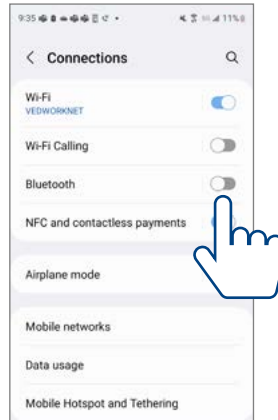 9:35
11%
Connections
Wi-Fi
VEDWORKNET
Wi-Fi Calling
Bluetooth
NFC and contactless payments
Airplane mode
Mobile networks
Data usage
Mobile Hotspot and Tethering